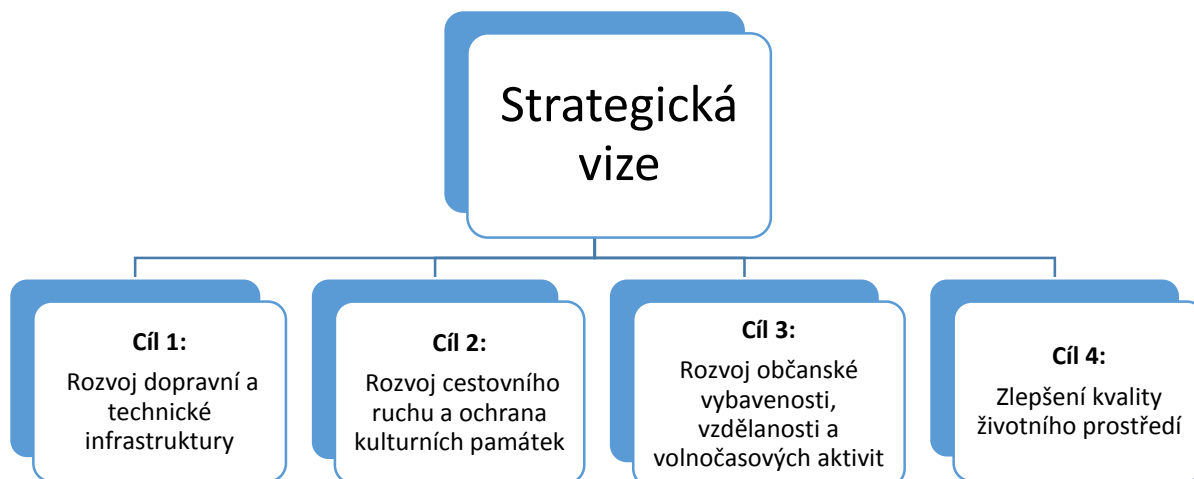 Strategická
vize
Cíl 1:
Rozvoj dopravní a
technické
infrastruktury
Cíl 2:
Rozvoj cestovního
ruchu a ochrana
kulturních památek
Cíl 3:
Rozvoj občanské
vybavenosti,
vzdělanosti a
volnočasových aktivit
Cíl 4:
Zlepšení kvality
životního prostředí